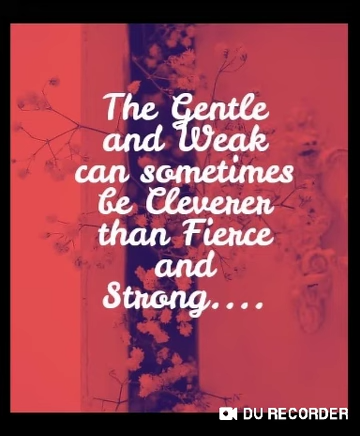 The Gentle
and Weak
can sometimes
be Cleverer
than Fierce
and
Strong....
DU RECORDER